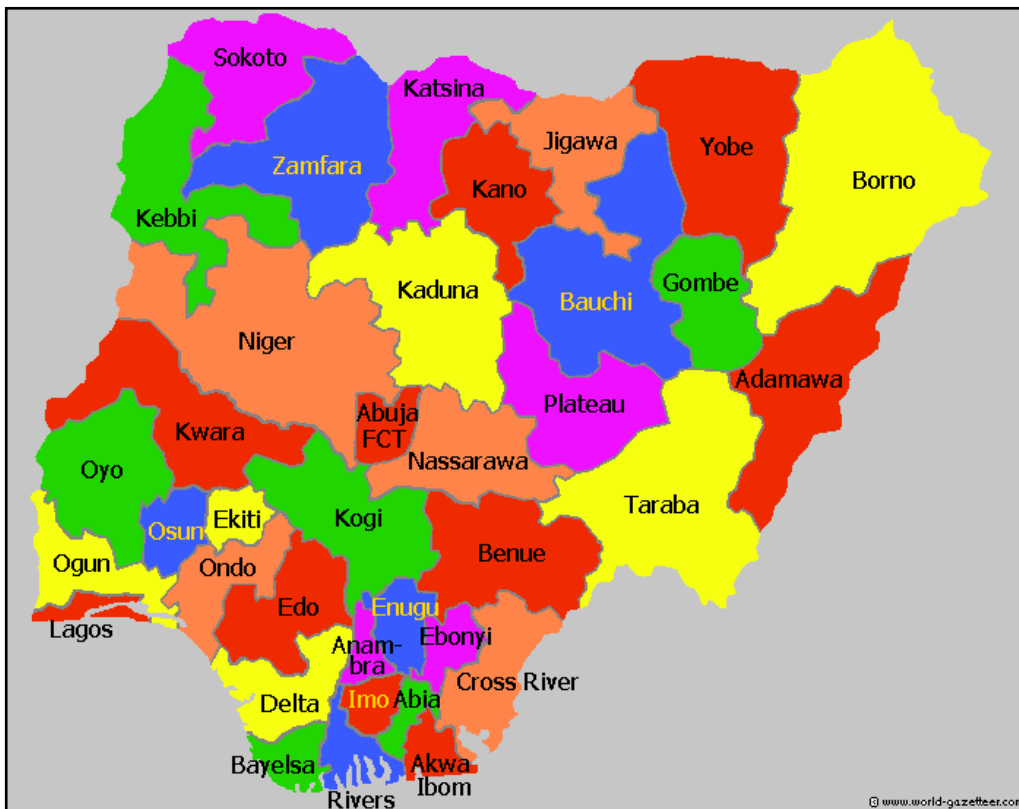 Sokoto
Katsina
Jigawa
Yobe
Zamfara
Borno
Kano
Kebbi
Gombe
Kaduna
Bauchi
Niger
Adamawa
Plateau
Abuja
FCT
Kwara
Nassarawa
Oyo
Taraba
Kogi
Ekiti
Osun
Benue
Ogun
Ondo
Edo
Enugu
Lagos
Ebonyi
Anam-
bra
Cross River
Imo
Abia
Delta
Bayelsa
Akwa
Ibom
Rivers
© www.world-gazetteer.com